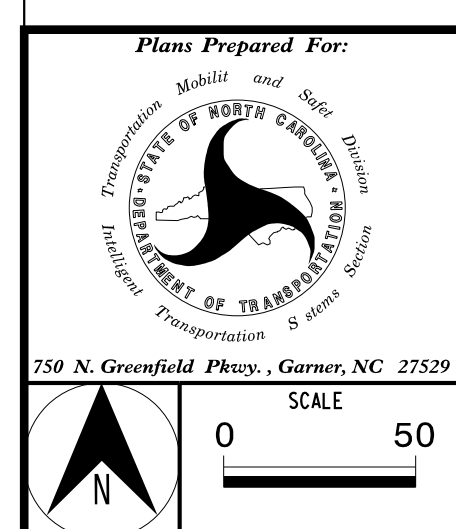 Plans Prepared For:
Transportation Mobilit and Safet Division
STATE OF NORTH CAROLINA
DEPARTMENT OF TRANSPORTATION
Intelligent Transportation S stems Section
750 N. Greenfield Pkwy. , Garner, NC 27529
N
SCALE
0 50